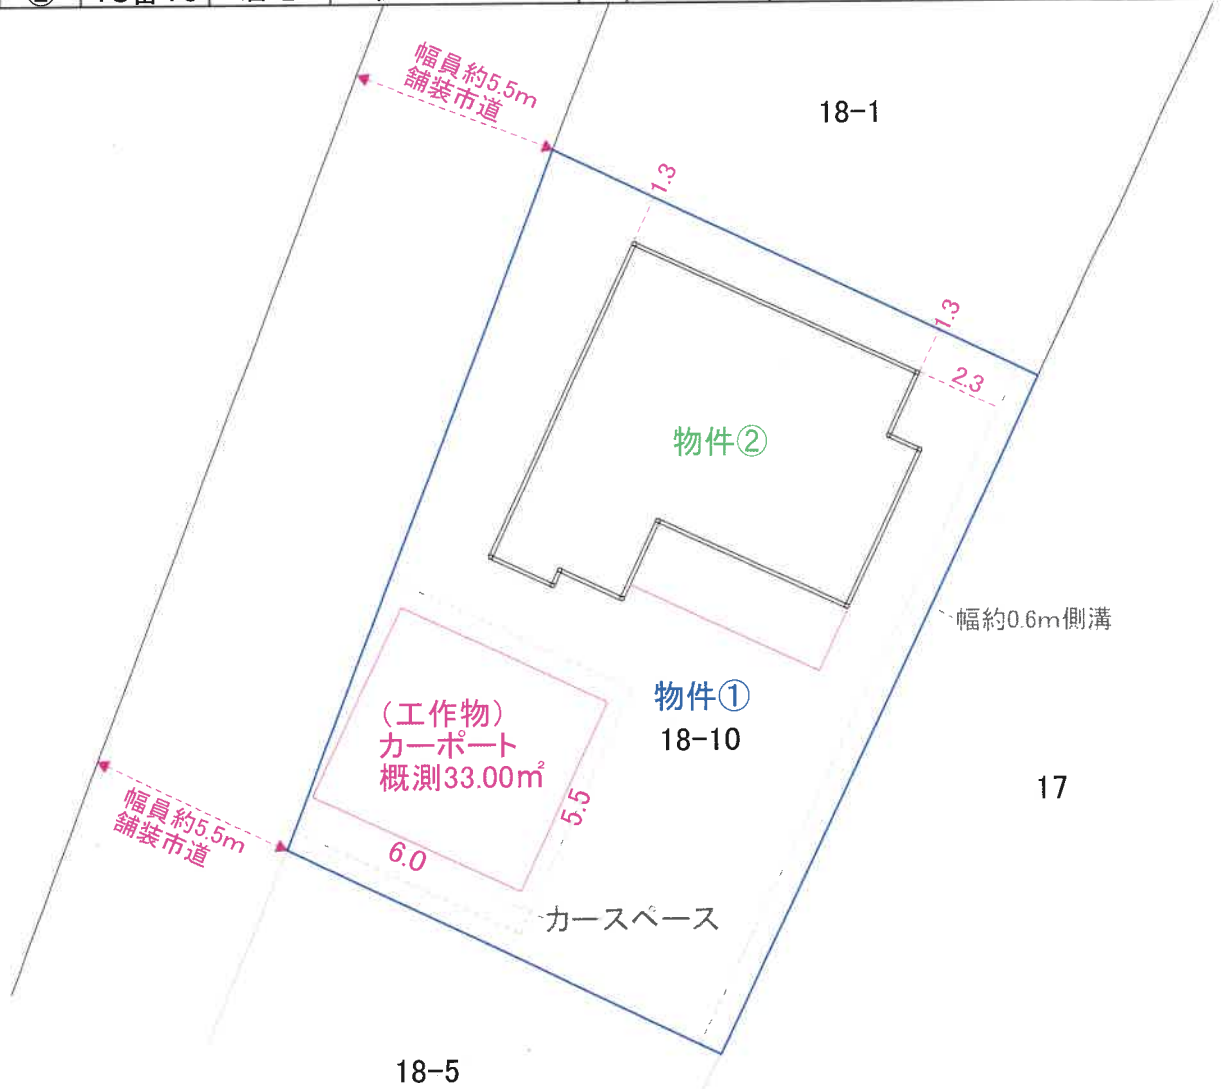 幅員約5.5m
舗装市道
18-1
1.3
1.3
2.3
物件②
幅約0.6m側溝
物件①
18-10
(工作物)
カーポート
概測33.00㎡
5.5
6.0
17
幅員約5.5m
舗装市道
カースペース
18-5